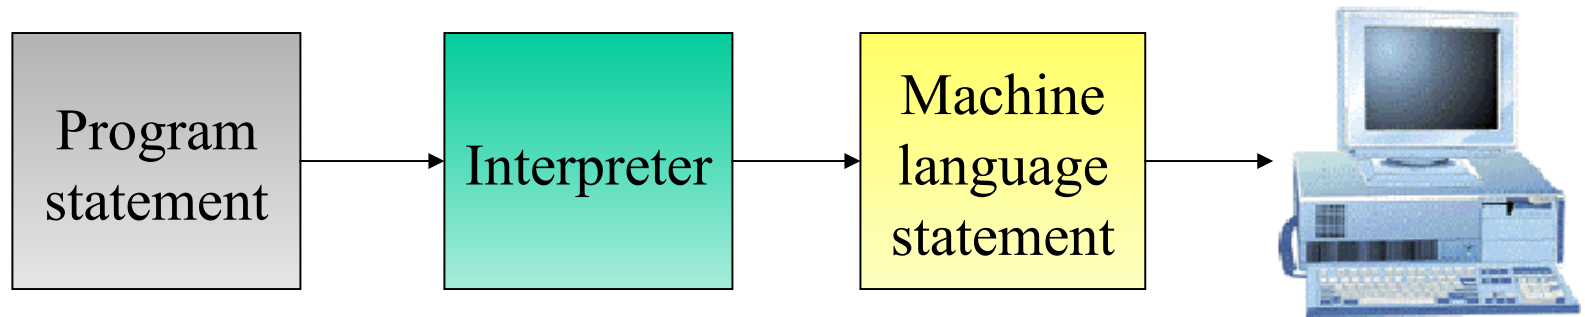 Program
statement
Interpreter
Machine
language
statement